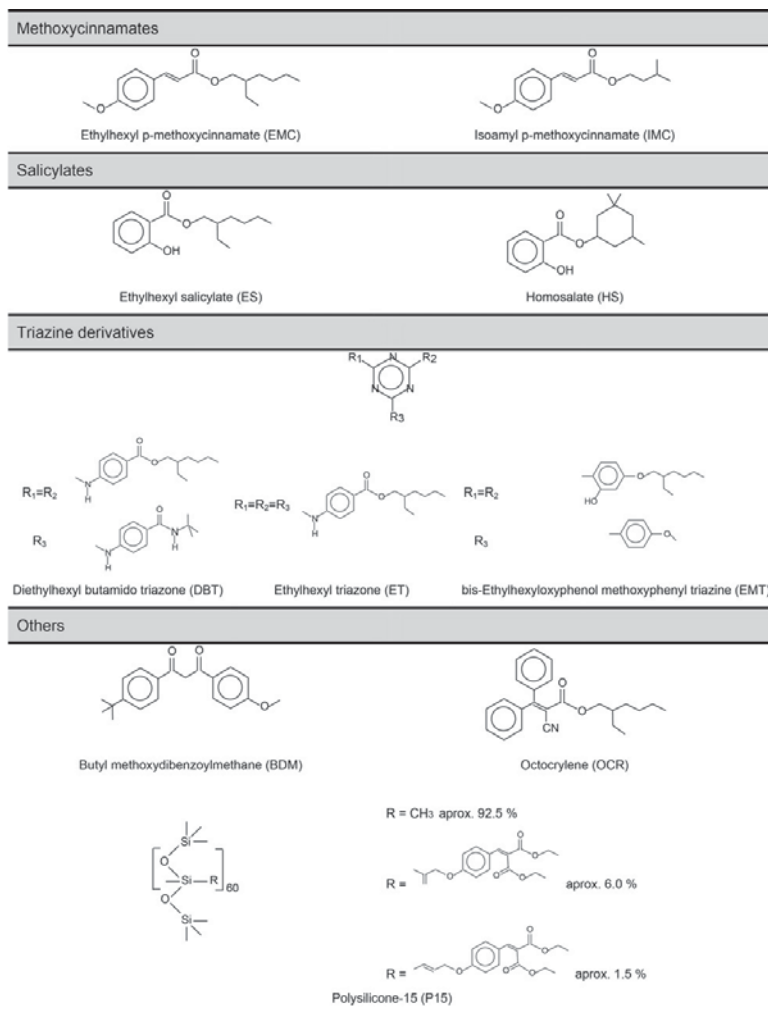 Methoxycinnamates
O
O
O
O
O
O
Ethylhexyl p-methoxycinnamate (EMC)
Isoamyl p-methoxycinnamate (IMC)
Salicylates
O
O
OH
O
O
OH
Ethylhexyl salicylate (ES)
Homosalate (HS)
Triazine derivatives
R1 N R2
N N
R3
R1=R2
O
O
N
H
R1=R2=R3
O
O
N
H
R1=R2
O
HO
R3
O
N
H
N
H
R3
O
Diethylhexyl butamido triazone (DBT)
Ethylhexyl triazone (ET)
bis-Ethylhexyloxyphenol methoxyphenyl triazine (EMT)
Others
O O
O
O
O
CN
Butyl methoxydibenzoylmethane (BDM)
Octocrylene (OCR)
Si
O
Si R
60
O
Si
R = CH3 aprox. 92.5 %
O
O
O
O
O
R = aprox. 6.0 %
O
O
O
O
O
R = aprox. 1.5 %
Polysilicone-15 (P15)